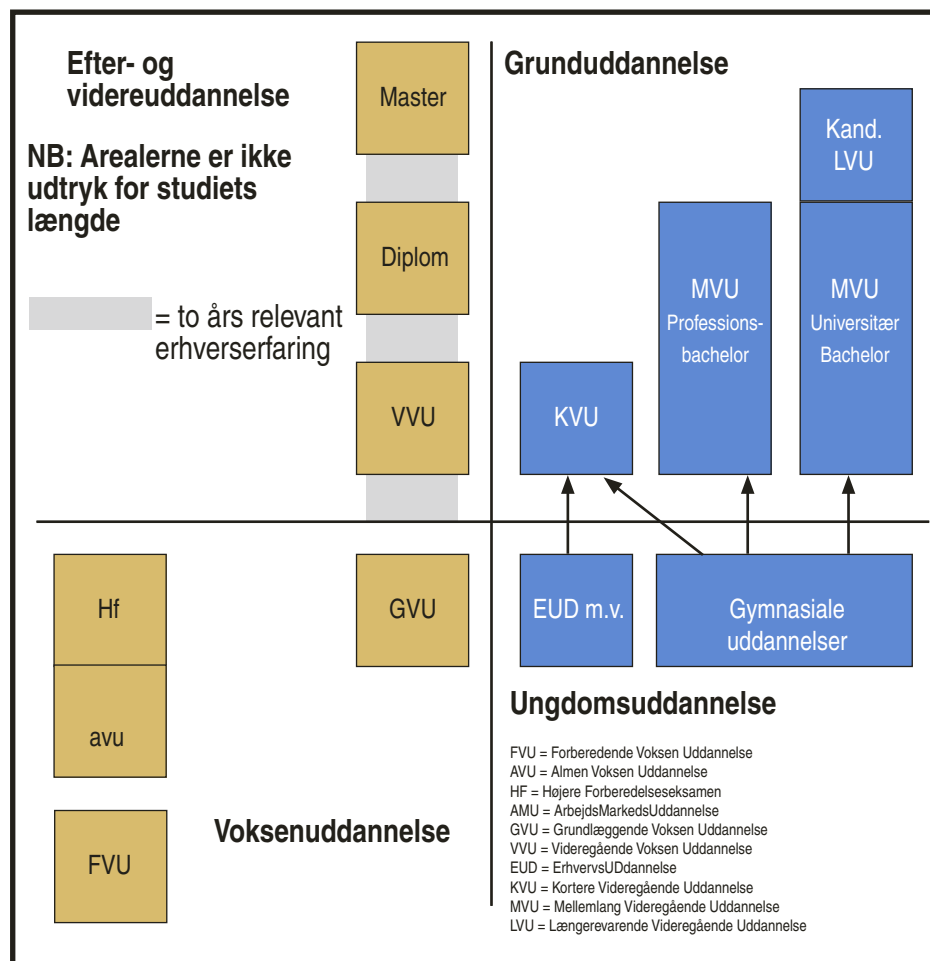 Efter- og
videreuddannelse
NB: Arealerne er ikke
udtryk for studiets
længde
= to års relevant
erhverserfaring
Master
Diplom
VVU
Grunduddannelse
Kand.
LVU
MVU
Professions-
bachelor
MVU
Universitær
Bachelor
KVU
Hf
avu
FVU
GVU
Voksenuddannelse
EUD m.v.
Gymnasiale
uddannelser
Ungdomsuddannelse
FVU = Forberedende Voksen Uddannelse
AVU = Almen Voksen Uddannelse
HF = Højere Forberedelseseksamen
AMU = ArbejdsMarkedsUddannelse
GVU = Grundlæggende Voksen Uddannelse
VVU = Videregående Voksen Uddannelse
EUD = ErhvervsUDdannelse
KVU = Kortere Videregående Uddannelse
MVU = Mellemlang Videregående Uddannelse
LVU = Længerevarende Videregående Uddannelse